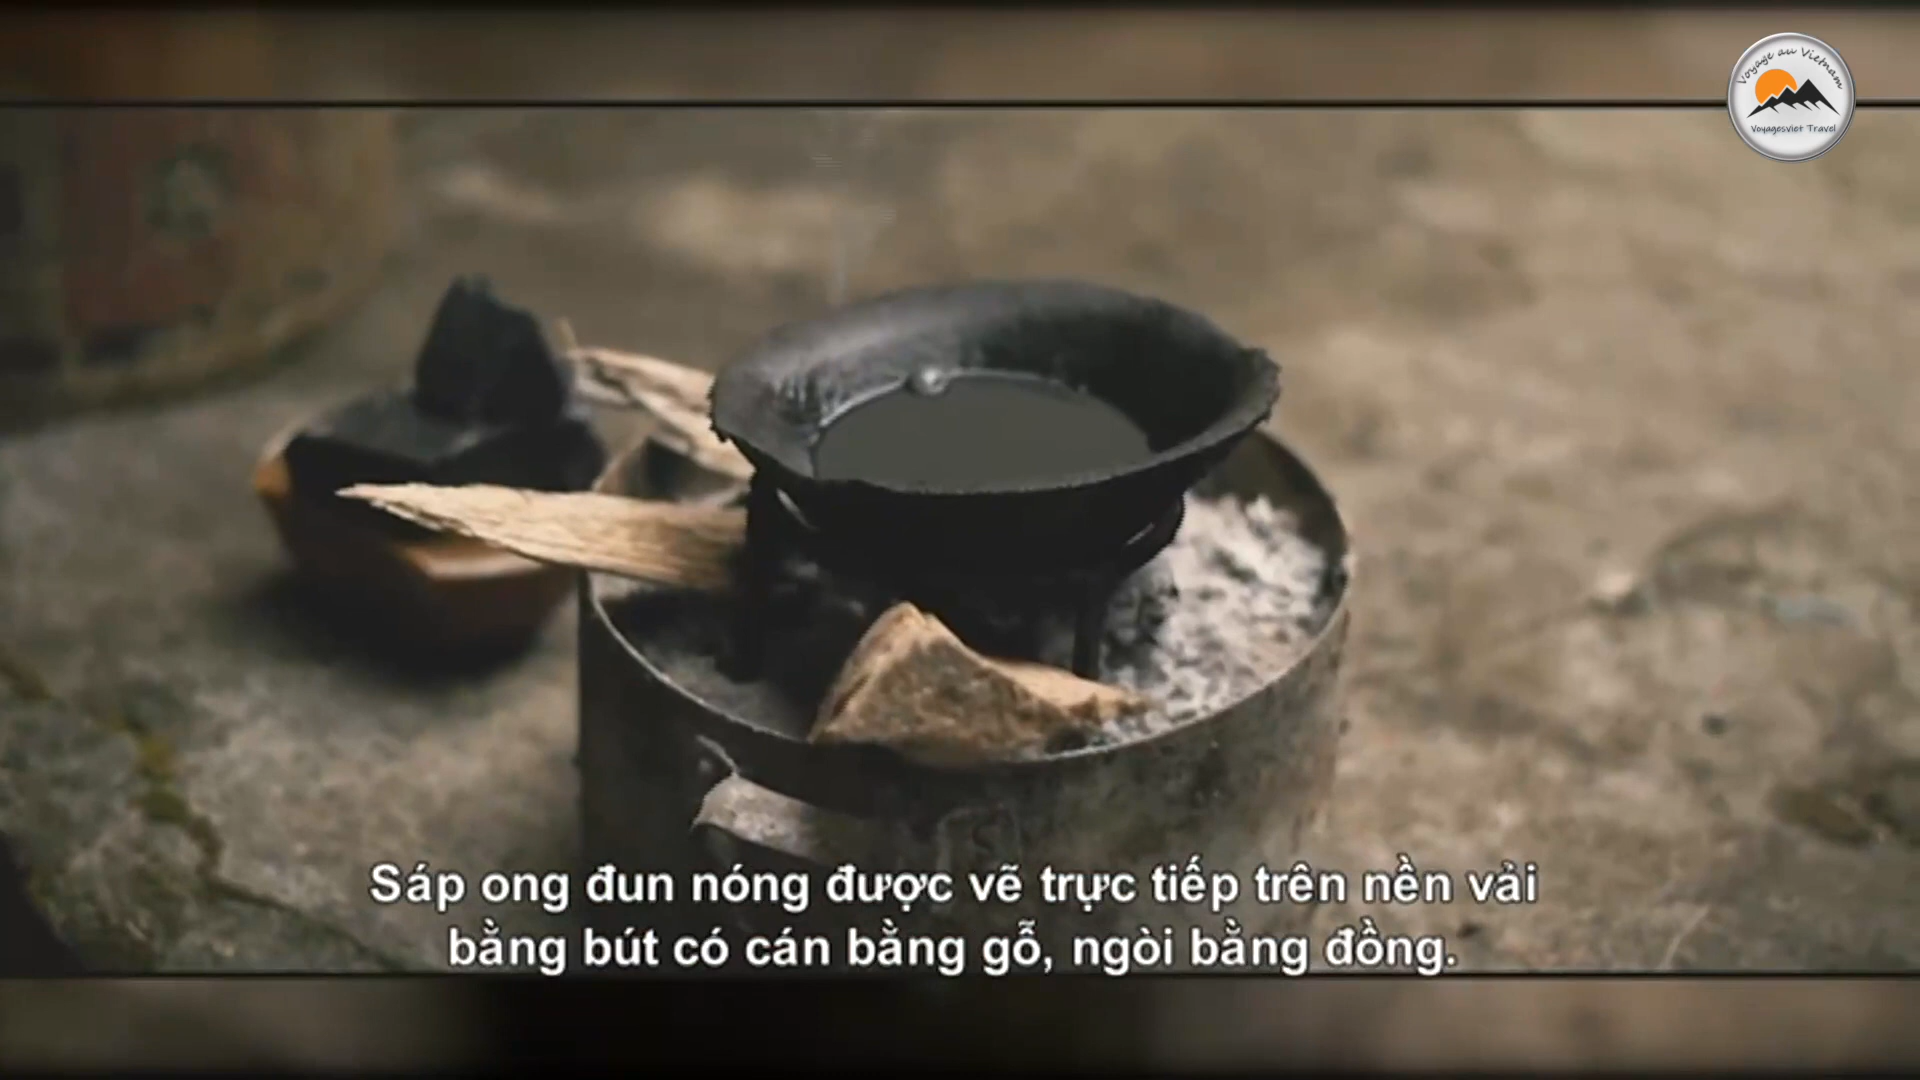 Voyage au Vietnam
Voyagesviet Travel
Sáp ong đun nóng được vẽ trực tiếp trên nền vải
bằng bút có cán bằng gỗ, ngòi bằng đồng.